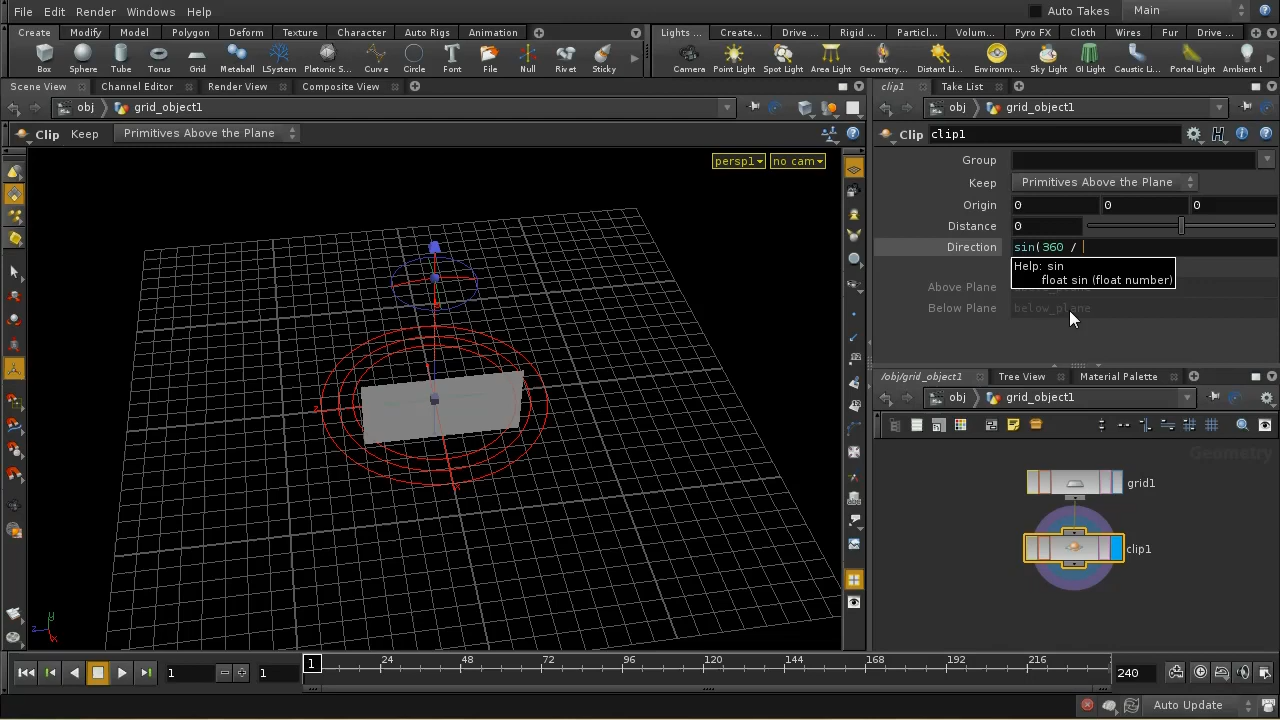 File Edit Render Windows Help Auto Takes Main
Create Modify Model Polygon Deform Texture Character Auto Rigs Animation Lights ... Create... Drive ... Rigid ... Particl... Volum... Pyro FX Cloth Wires Fur Drive ...
Box Sphere Tube Torus Grid Metaball LSystem Platonic S... Curve Circle Font File Null Rivet Sticky Camera Point Light Spot Light Area Light Geometry... Distant Li... Environm... Sky Light GI Light Caustic Li... Portal Light Ambient L
Scene View Channel Editor Render View Composite View clip1 Take List
obj grid_object1 obj grid_object1
Clip Keep Primitives Above the Plane Clip clip1
persp1 no cam
Group
Keep Primitives Above the Plane
Origin 0 0 0
Distance 0
Direction sin(360 /
Help: sin
float sin (float number)
Above Plane
Below Plane below_plane
/obj/grid_object1 Tree View Material Palette
obj grid_object1
Geometry
grid1
clip1
y
z x
1 1 1 24 48 72 96 120 144 168 192 216 240
Auto Update